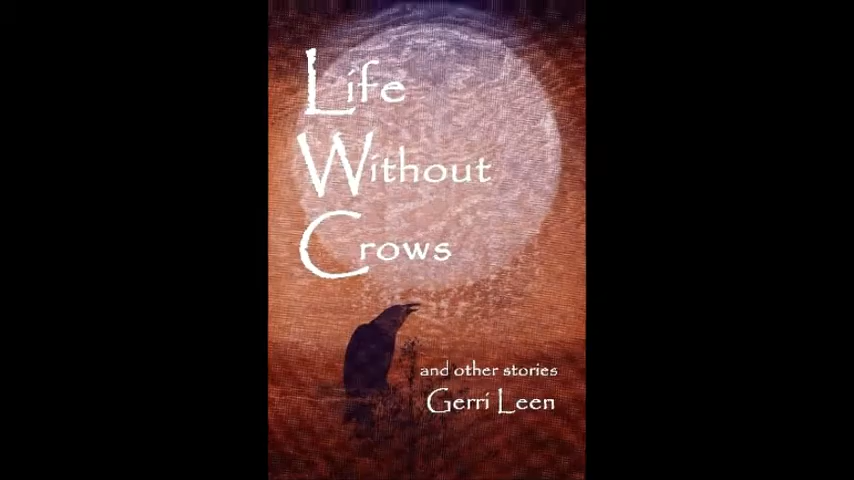 Life
Without
Crows
and other stories
Gerri Leen